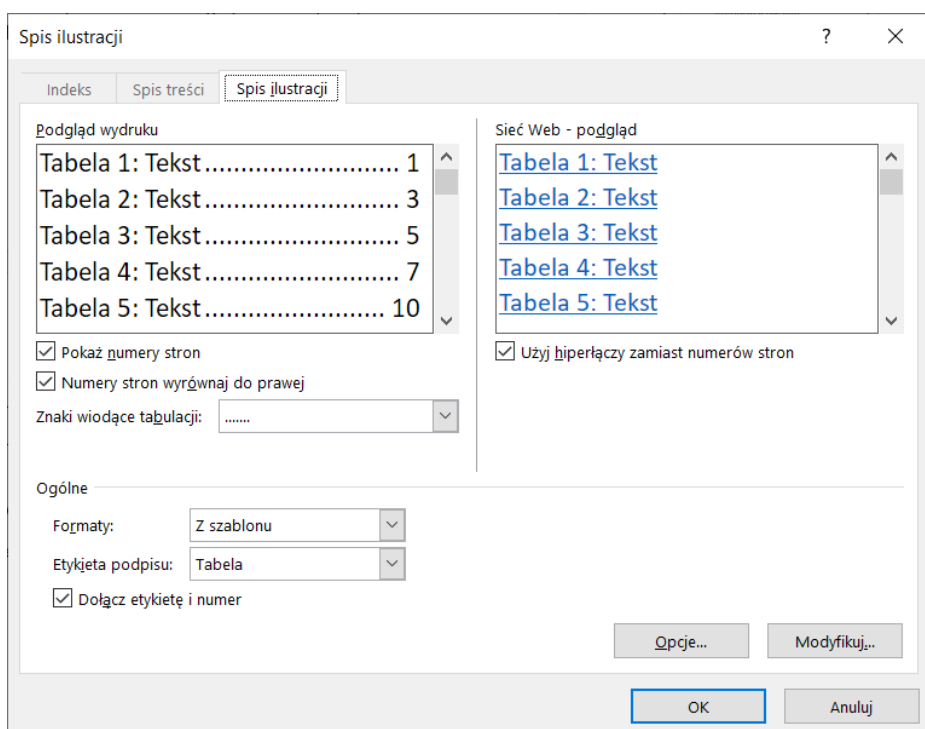 Spis ilustracji
?
Indeks
Spis treści
Spis ilustracji
Podgląd wydruku
Tabela 1: Tekst............................ 1
Tabela 2: Tekst............................ 3
Tabela 3: Tekst............................ 5
Tabela 4: Tekst............................ 7
Tabela 5: Tekst.......................... 10
Pokaż numery stron
Numery stron wyrównaj do prawej
Znaki wiodące tabulacji: .......
Sieć Web - podgląd
Tabela 1: Tekst
Tabela 2: Tekst
Tabela 3: Tekst
Tabela 4: Tekst
Tabela 5: Tekst
Użyj hiperłączy zamiast numerów stron
Ogólne
Formaty: Z szablonu
Etykieta podpisu: Tabela
Dołącz etykietę i numer
Opcje... Modyfikuj...
OK Anuluj